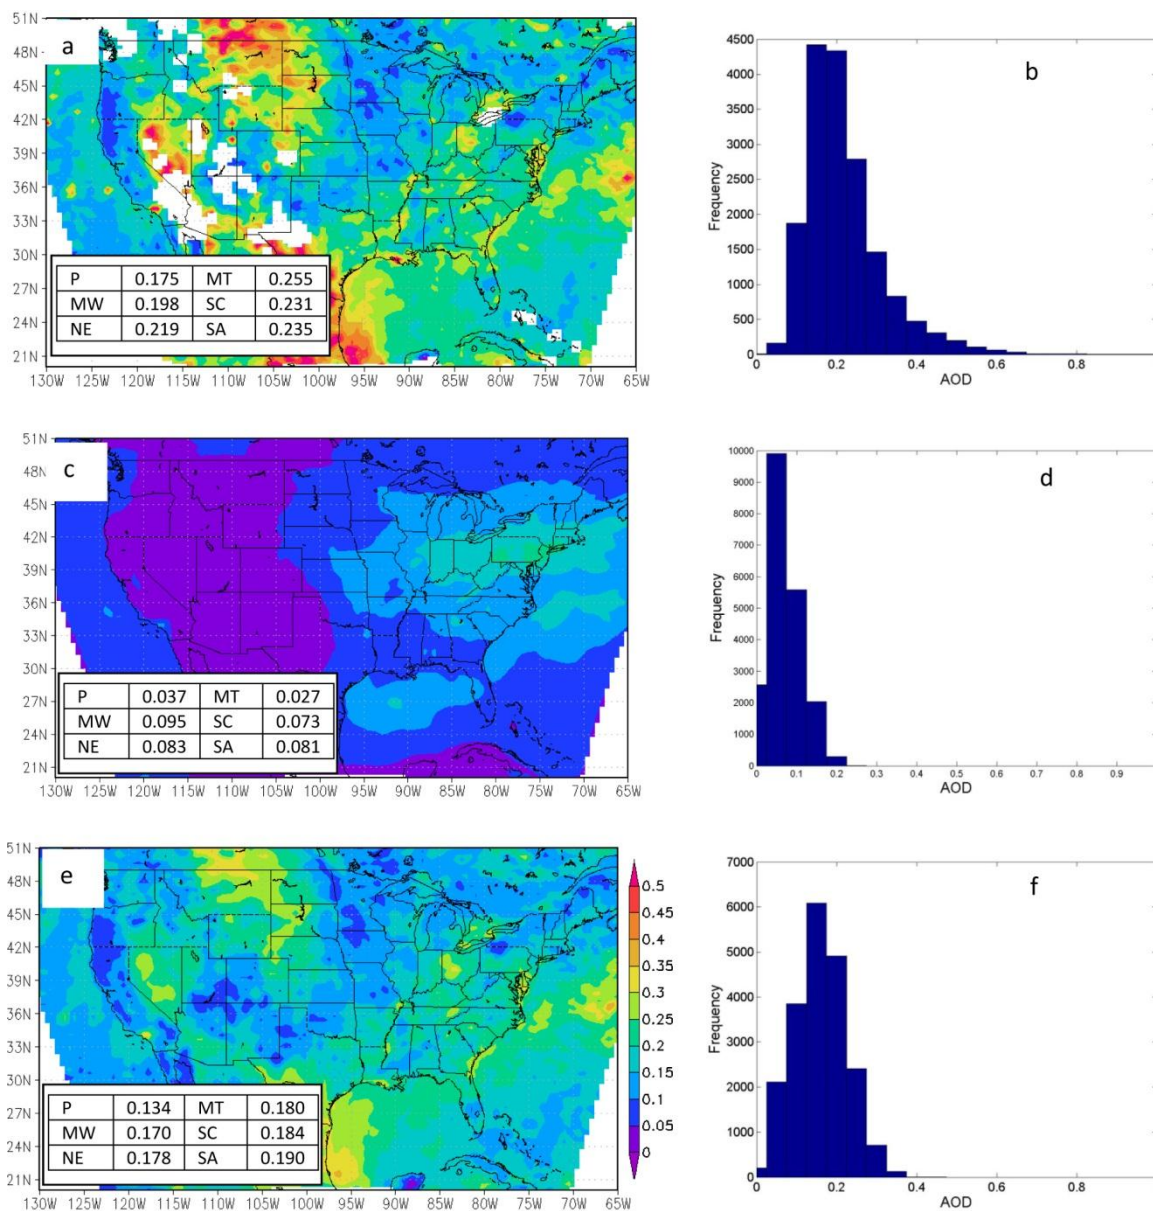 a
51N
48N
45N
42N
39N
36N
33N
30N
27N
24N
21N
P 0.175 MT 0.255
MW 0.198 SC 0.231
NE 0.219 SA 0.235
130W 125W 120W 115W 110W 105W 100W 95W 90W 85W 80W 75W 70W 65W
b
4500
4000
3500
3000
2500
2000
1500
1000
500
0
Frequency
0 0.2 0.4 0.6 0.8
AOD
c
51N
48N
45N
42N
39N
36N
33N
30N
27N
24N
21N
P 0.037 MT 0.027
MW 0.095 SC 0.073
NE 0.083 SA 0.081
130W 125W 120W 115W 110W 105W 100W 95W 90W 85W 80W 75W 70W 65W
d
10000
9000
8000
7000
6000
5000
4000
3000
2000
1000
0
Frequency
0 0.1 0.2 0.3 0.4 0.5 0.6 0.7 0.8 0.9
AOD
e
51N
48N
45N
42N
39N
36N
33N
30N
27N
24N
21N
P 0.134 MT 0.180
MW 0.170 SC 0.184
NE 0.178 SA 0.190
130W 125W 120W 115W 110W 105W 100W 95W 90W 85W 80W 75W 70W 65W
0.5
0.45
0.4
0.35
0.3
0.25
0.2
0.15
0.1
0.05
0
f
7000
6000
5000
4000
3000
2000
1000
0
Frequency
0 0.2 0.4 0.6 0.8
AOD